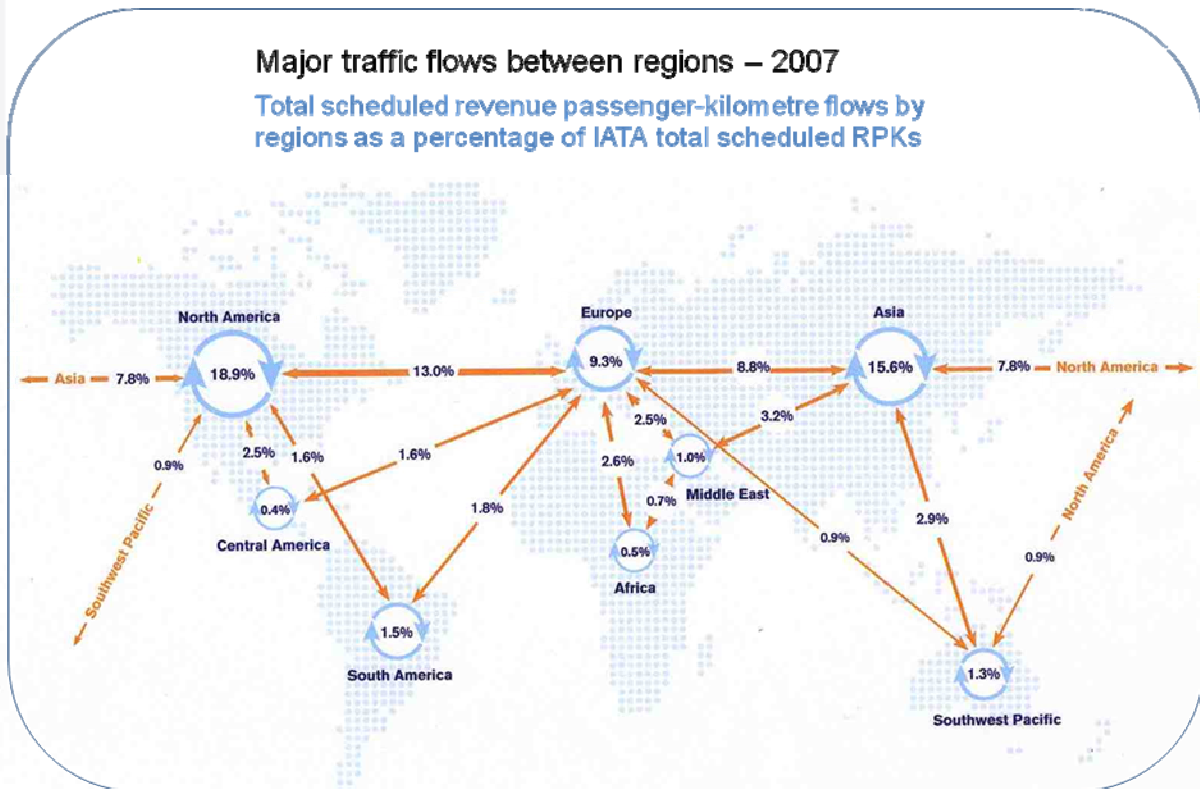 Major traffic flows between regions – 2007
Total scheduled revenue passenger-kilometre flows by
regions as a percentage of IATA total scheduled RPKs
North America
Europe
Asia
18.9%
9.3%
15.6%
Asia
7.8%
13.0%
8.8%
7.8%
North America
2.5%
1.6%
1.6%
2.5%
3.2%
0.9%
2.6%
1.0%
Middle East
0.4%
Central America
1.8%
0.7%
0.9%
2.9%
0.9%
North America
Southwest Pacific
0.5%
Africa
1.5%
South America
1.3%
Southwest Pacific